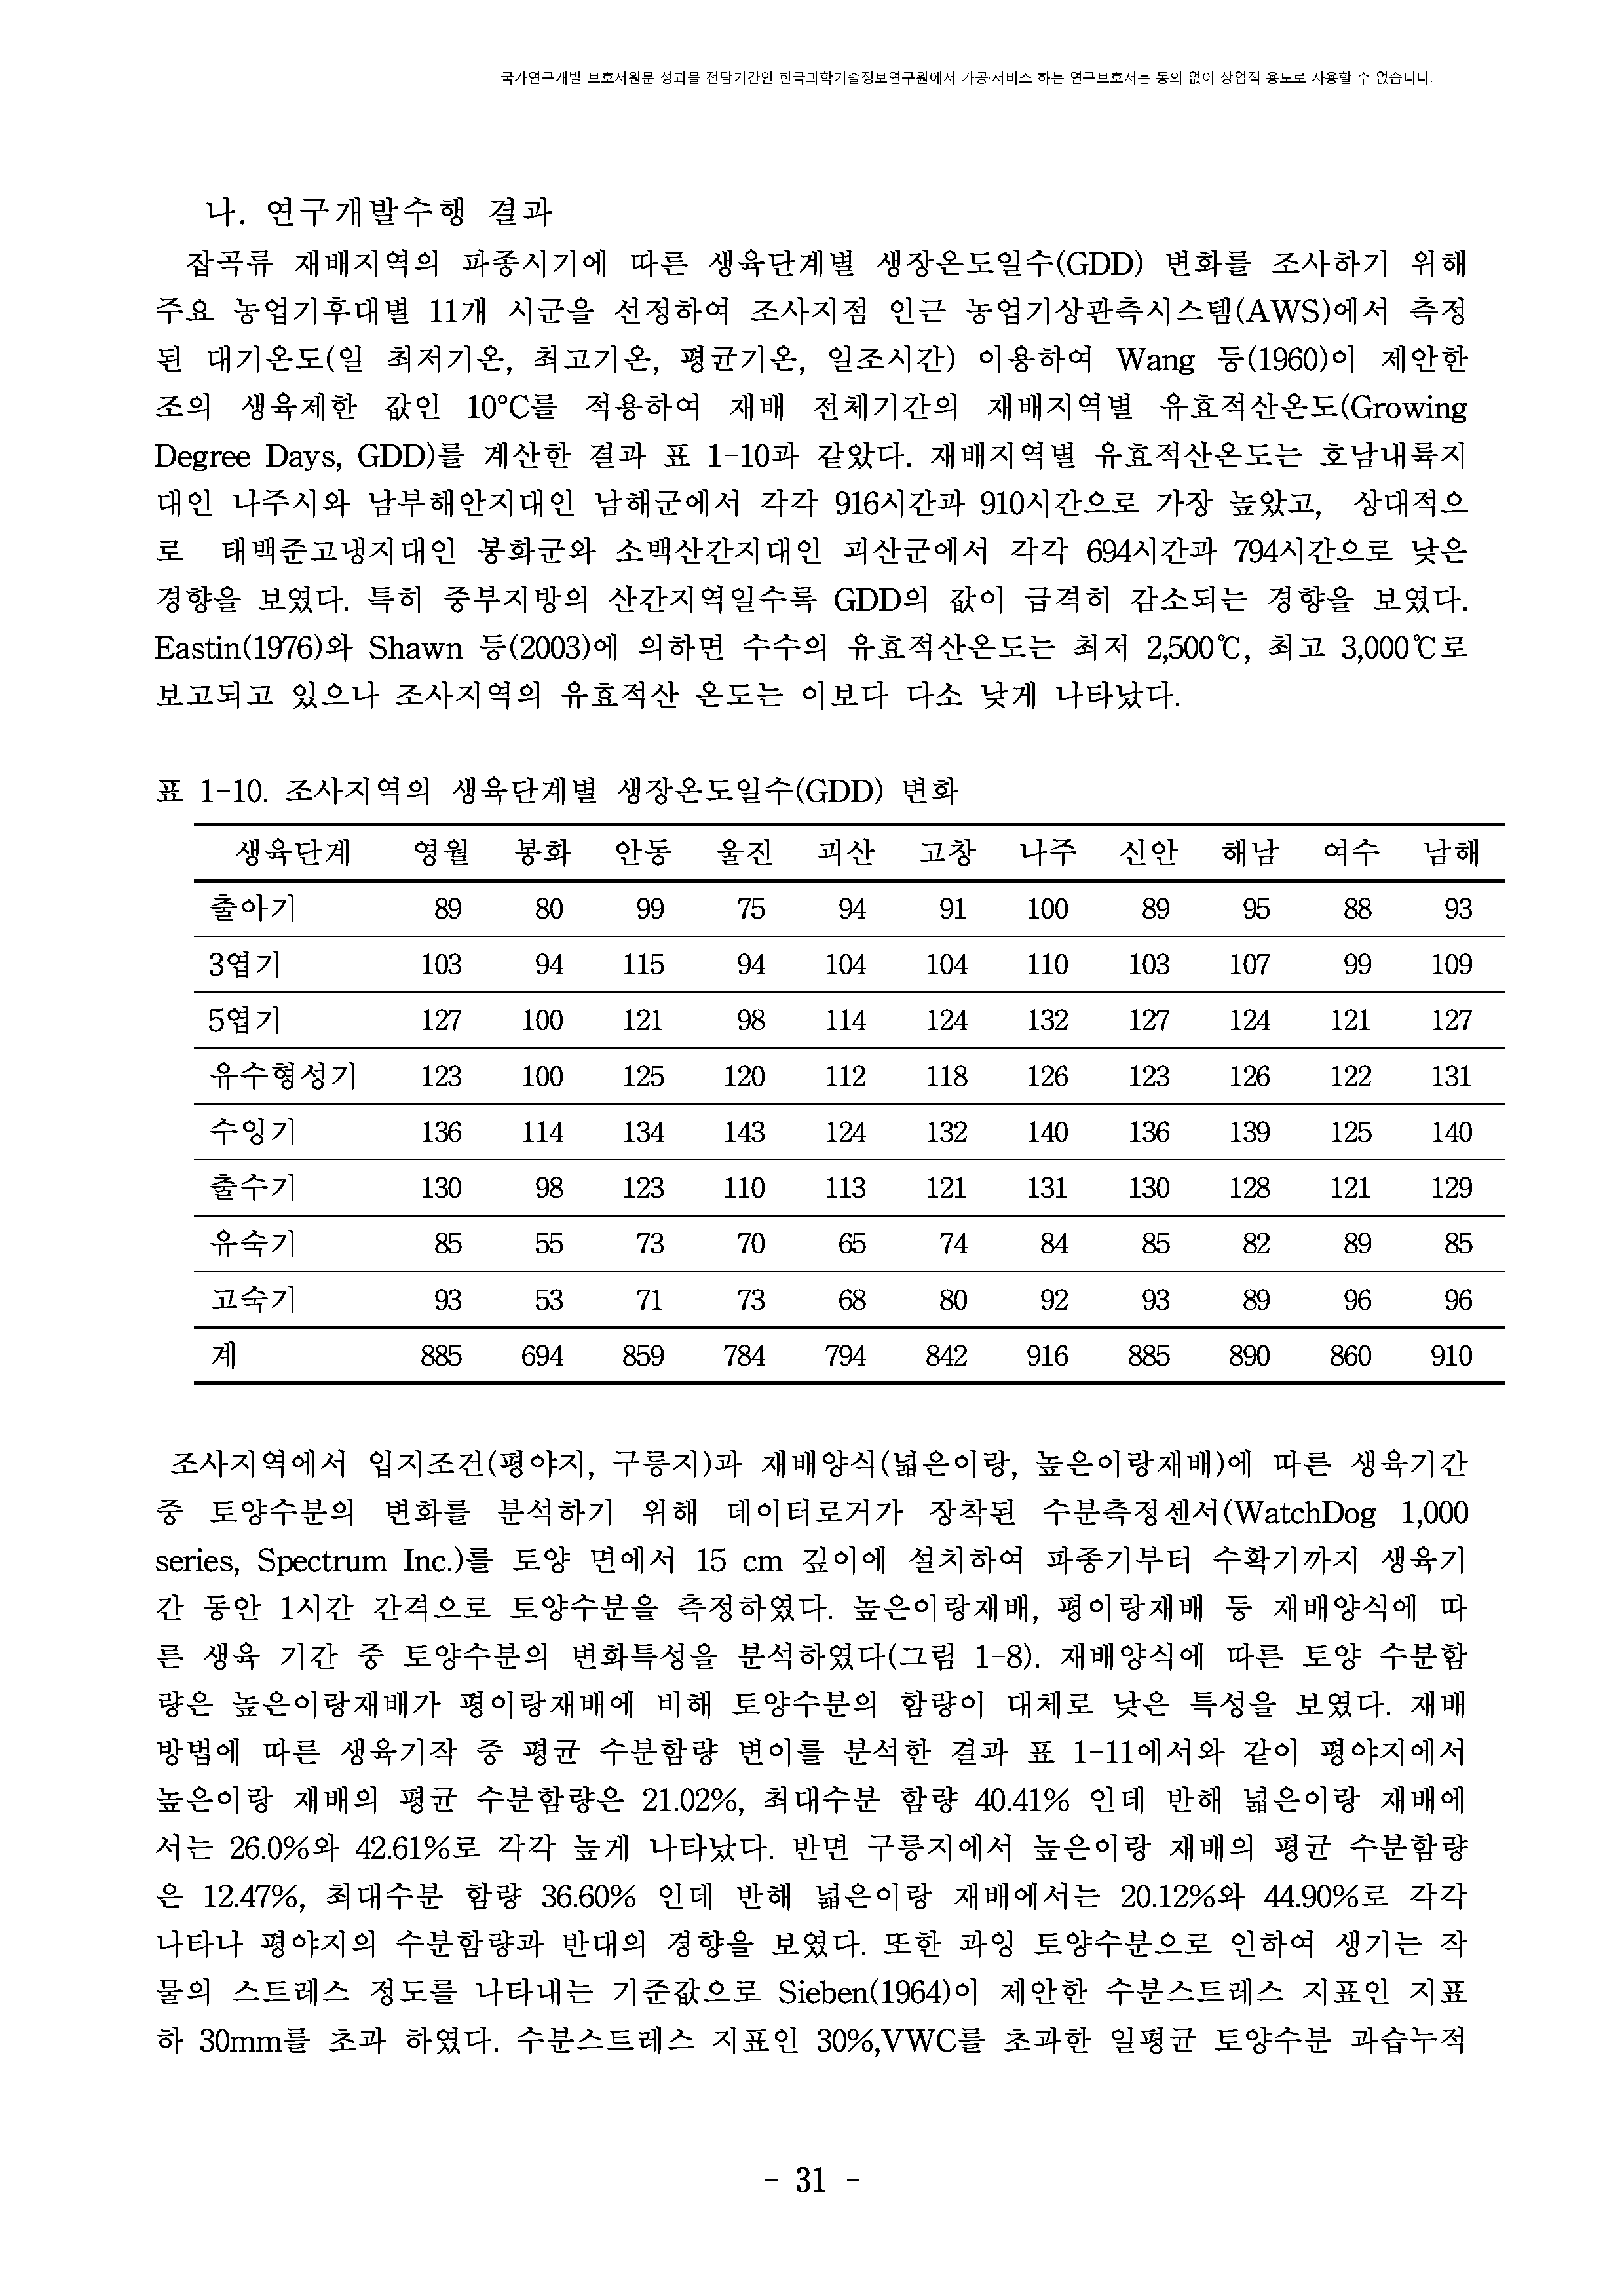 국가연구개발 보호서원문 성과물 전담기간인 한국과학기술정보연구원에서 가공·서비스 하는 연구보호서는 동의 없이 상업적 용도로 사용할 수 없습니다.
나. 연구개발수행 결과
잡곡류 재배지역의 파종시기에 따른 생육단계별 생장온도일수(GDD) 변화를 조사하기 위해
주요 농업기후대별 11개 시군을 선정하여 조사지점 인근 농업기상관측시스템(AWS)에서 측정
된 대기온도(일 최저기온, 최고기온, 평균기온, 일조시간) 이용하여 Wang 등(1960)이 제안한
조의 생육제한 값인 10℃를 적용하여 재배 전체기간의 재배지역별 유효적산온도(Growing
Degree Days, GDD)를 계산한 결과 표 1-10과 같았다. 재배지역별 유효적산온도는 호남내륙지
대인 나주시와 남부해안지대인 남해군에서 각각 916시간과 910시간으로 가장 높았고, 상대적으
로 태백준고냉지대인 봉화군와 소백산간지대인 괴산군에서 각각 694시간과 794시간으로 낮은
경향을 보였다. 특히 중부지방의 산간지역일수록 GDD의 값이 급격히 감소되는 경향을 보였다.
Eastin(1976)와 Shawn 등(2003)에 의하면 수수의 유효적산온도는 최저 2,500℃, 최고 3,000℃로
보고되고 있으나 조사지역의 유효적산 온도는 이보다 다소 낮게 나타났다.
표 1-10. 조사지역의 생육단계별 생장온도일수(GDD) 변화
생육단계 영월 봉화 안동 울진 괴산 고창 나주 신안 해남 여수 남해
출아기 89 80 99 75 94 91 100 89 95 88 93
3엽기 103 94 115 94 104 104 110 103 107 99 109
5엽기 127 100 121 98 114 124 132 127 124 121 127
유수형성기 123 100 125 120 112 118 126 123 126 122 131
수잉기 136 114 134 143 124 132 140 136 139 125 140
출수기 130 98 123 110 113 121 131 130 128 121 129
유숙기 85 55 73 70 65 74 84 85 82 89 85
고숙기 93 53 71 73 68 80 92 93 89 96 96
계 885 694 859 784 794 842 916 885 890 860 910
조사지역에서 입지조건(평야지, 구릉지)과 재배양식(넓은이랑, 높은이랑재배)에 따른 생육기간
중 토양수분의 변화를 분석하기 위해 데이터로거가 장착된 수분측정센서(WatchDog 1,000
series, Spectrum Inc.)를 토양 면에서 15 cm 깊이에 설치하여 파종기부터 수확기까지 생육기
간 동안 1시간 간격으로 토양수분을 측정하였다. 높은이랑재배, 평이랑재배 등 재배양식에 따
른 생육 기간 중 토양수분의 변화특성을 분석하였다(그림 1-8). 재배양식에 따른 토양 수분함
량은 높은이랑재배가 평이랑재배에 비해 토양수분의 함량이 대체로 낮은 특성을 보였다. 재배
방법에 따른 생육기작 중 평균 수분함량 변이를 분석한 결과 표 1-11에서와 같이 평야지에서
높은이랑 재배의 평균 수분함량은 21.02%, 최대수분 함량 40.41% 인데 반해 넓은이랑 재배에
서는 26.0%와 42.61%로 각각 높게 나타났다. 반면 구릉지에서 높은이랑 재배의 평균 수분함량
은 12.47%, 최대수분 함량 36.60% 인데 반해 넓은이랑 재배에서는 20.12%와 44.90%로 각각
나타나 평야지의 수분함량과 반대의 경향을 보였다. 또한 과잉 토양수분으로 인하여 생기는 작
물의 스트레스 정도를 나타내는 기준값으로 Sieben(1964)이 제안한 수분스트레스 지표인 지표
하 30mm를 초과 하였다. 수분스트레스 지표인 30%,VWC를 초과한 일평균 토양수분 과습누적
- 31 -